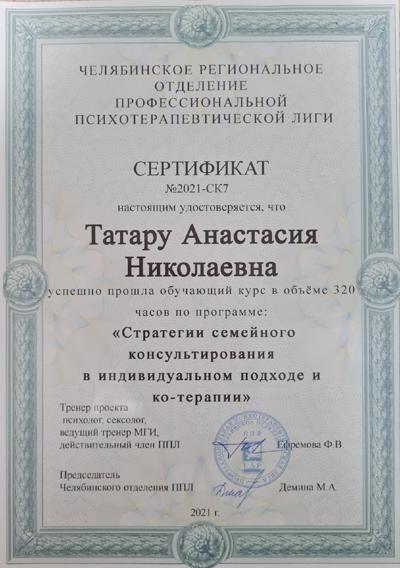 ЧЕЛЯБИНСКОЕ РЕГИОНАЛЬНОЕ
ОТДЕЛЕНИЕ
ПРОФЕССИОНАЛЬНОЙ
ПСИХОТЕРАПЕВТИЧЕСКОЙ ЛИГИ
СЕРТИФИКАТ
№2021-СК7
настоящим удостоверяется, что
Татару Анастасия
Николаевна
успешно прошла обучающий курс в объёме 320
часов по программе:
«Стратегии семейного
консультирования
в индивидуальном подходе и
ко-терапии»
Тренер проекта
психолог, сексолог,
ведущий тренер МГИ,
действительный член ППЛ
Ефремова Ф.В.
Председатель
Челябинского отделения ППЛ
Демина М.А.
2021 г.